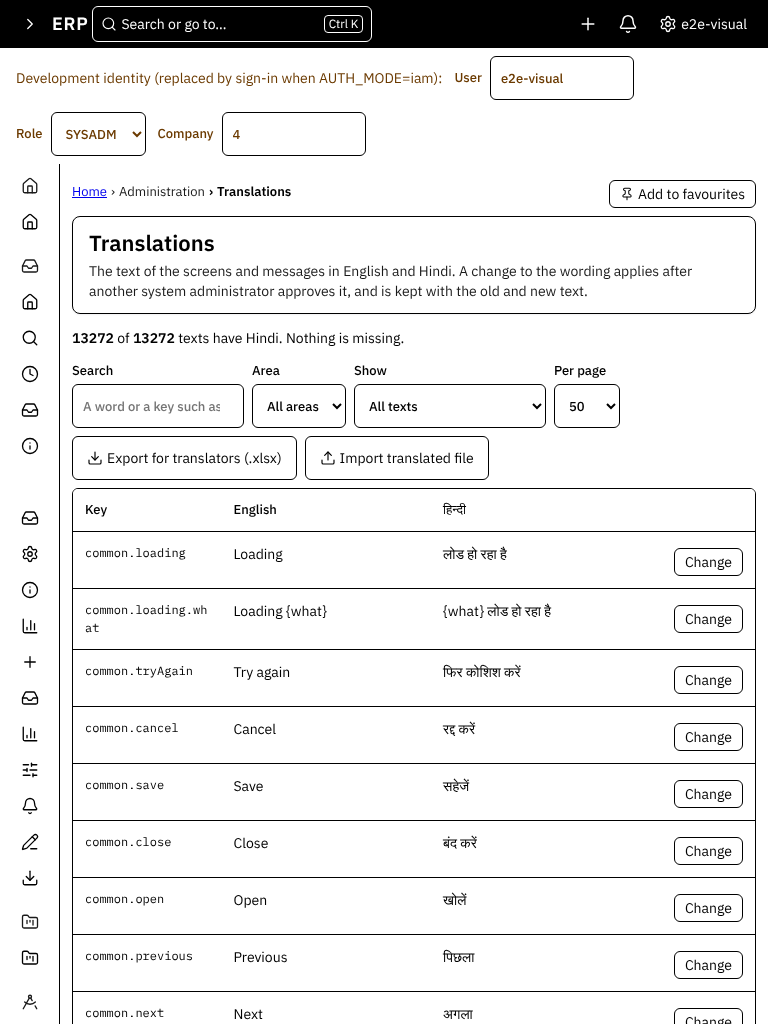 ERP
Search or go to...
Ctrl K
e2e-visual
Development identity (replaced by sign-in when AUTH_MODE=iam):
User
e2e-visual
Role
SYSADM
Company
4
Home › Administration › Translations
Add to favourites
Translations
The text of the screens and messages in English and Hindi. A change to the wording applies after
another system administrator approves it, and is kept with the old and new text.
13272 of 13272 texts have Hindi. Nothing is missing.
Search
Area
Show
Per page
A word or a key such as
All areas
All texts
50
Export for translators (.xlsx)
Import translated file
Key English हिन्दी
common.loading Loading लोड हो रहा है Change
common.loading.wh
at
Loading {what} {what} लोड हो रहा है Change
common.tryAgain Try again फिर कोशिश करें Change
common.cancel Cancel रद्द करें Change
common.save Save सहेजें Change
common.close Close बंद करें Change
common.open Open खोलें Change
common.previous Previous पिछला Change
common.next Next अगला Change